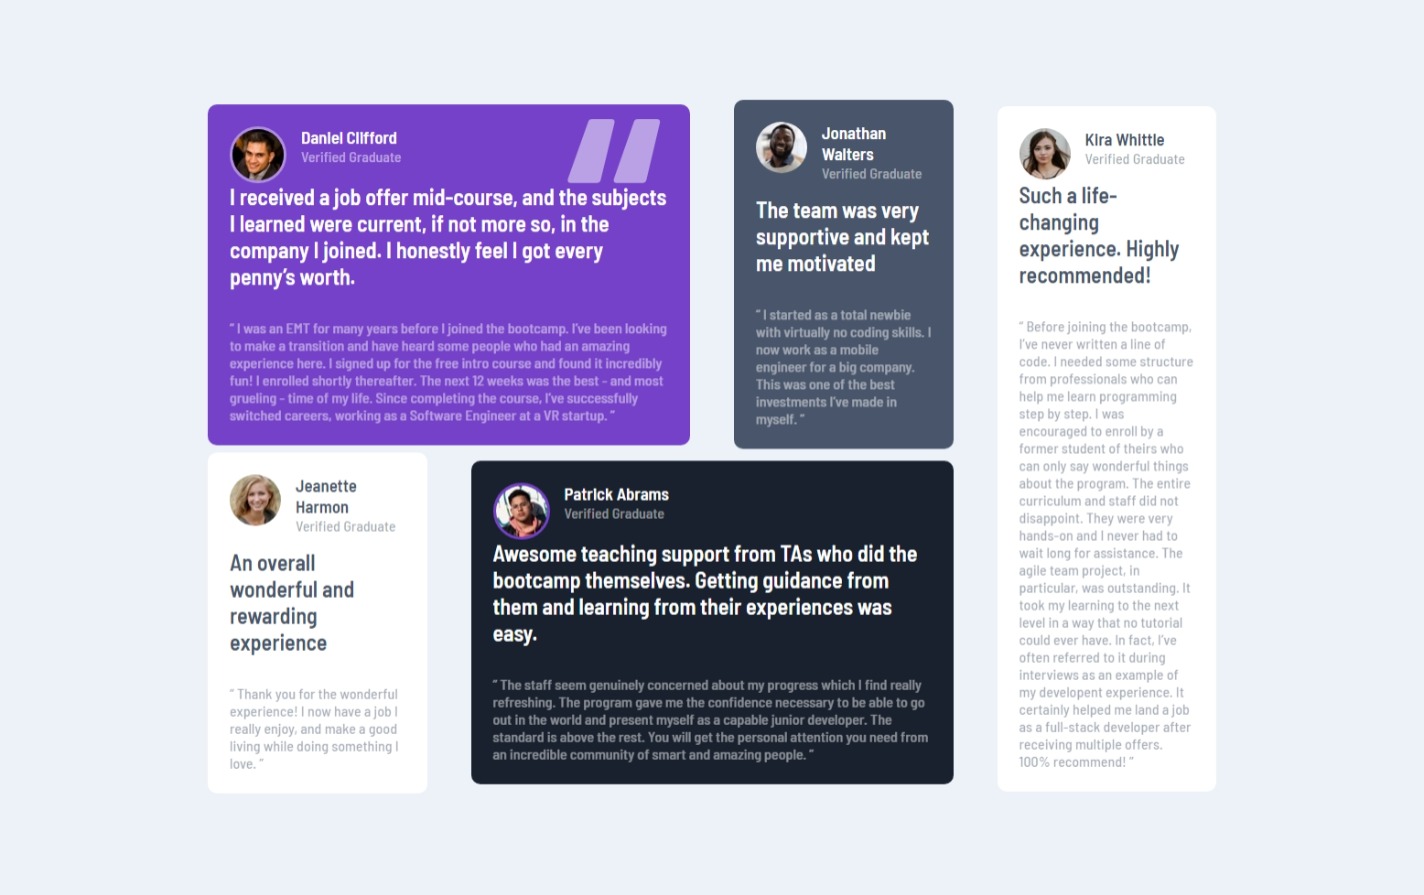 Daniel Clifford
Verified Graduate
I received a job offer mid-course, and the subjects
I learned were current, if not more so, in the
company I joined. I honestly feel I got every
penny's worth.
“ I was an EMT for many years before I joined the bootcamp. I've been looking
to make a transition and have heard some people who had an amazing
experience here. I signed up for the free intro course and found it incredibly
fun! I enrolled shortly thereafter. The next 12 weeks was the best - and most
grueling - time of my life. Since completing the course, I've successfully
switched careers, working as a Software Engineer at a VR startup. ”
Jonathan
Walters
Verified Graduate
The team was very
supportive and kept
me motivated
“ I started as a total newbie
with virtually no coding skills. I
now work as a mobile
engineer for a big company.
This was one of the best
investments I've made in
myself. ”
Kira Whittle
Verified Graduate
Such a life-
changing
experience. Highly
recommended!
“ Before joining the bootcamp,
I've never written a line of
code. I needed some structure
from professionals who can
help me learn programming
step by step. I was
encouraged to enroll by a
former student of theirs who
can only say wonderful things
about the program. The entire
curriculum and staff did not
disappoint. They were very
hands-on and I never had to
wait long for assistance. The
agile team project, in
particular, was outstanding. It
took my learning to the next
level in a way that no tutorial
could ever have. In fact, I've
often referred to it during
interviews as an example of
my developent experience. It
certainly helped me land a job
as a full-stack developer after
receiving multiple offers.
100% recommend! ”
Jeanette
Harmon
Verified Graduate
An overall
wonderful and
rewarding
experience
“ Thank you for the wonderful
experience! I now have a job I
really enjoy, and make a good
living while doing something I
love. ”
Patrick Abrams
Verified Graduate
Awesome teaching support from TAs who did the
bootcamp themselves. Getting guidance from
them and learning from their experiences was
easy.
“ The staff seem genuinely concerned about my progress which I find really
refreshing. The program gave me the confidence necessary to be able to go
out in the world and present myself as a capable junior developer. The
standard is above the rest. You will get the personal attention you need from
an incredible community of smart and amazing people. ”